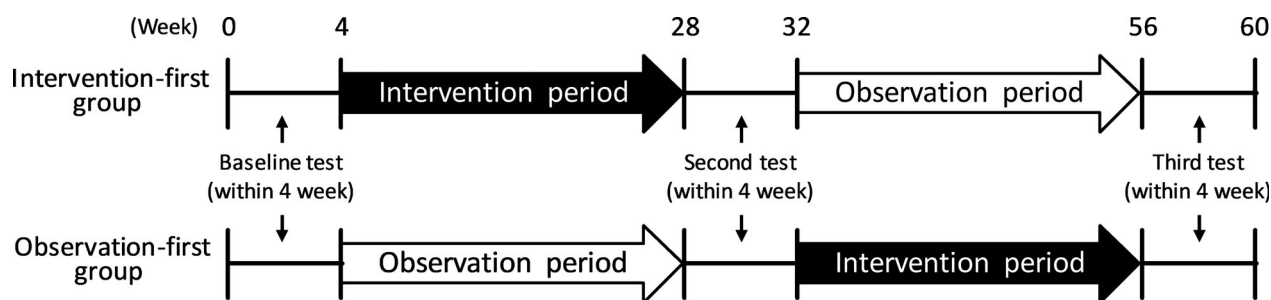 (Week) 0 4 28 32 56 60
Intervention-first
group
Intervention period
Observation period
Baseline test
(within 4 week)
Second test
(within 4 week)
Third test
(within 4 week)
Observation-first
group
Observation period
Intervention period